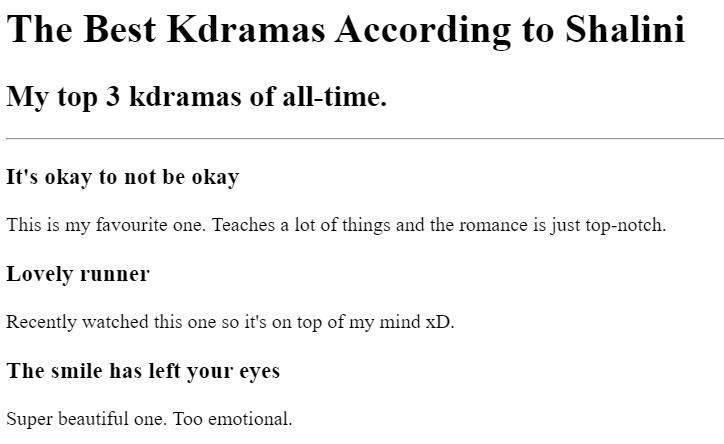 The Best Kdramas According to Shalini
My top 3 kdramas of all-time.
It's okay to not be okay
This is my favourite one. Teaches a lot of things and the romance is just top-notch.
Lovely runner
Recently watched this one so it's on top of my mind xD.
The smile has left your eyes
Super beautiful one. Too emotional.